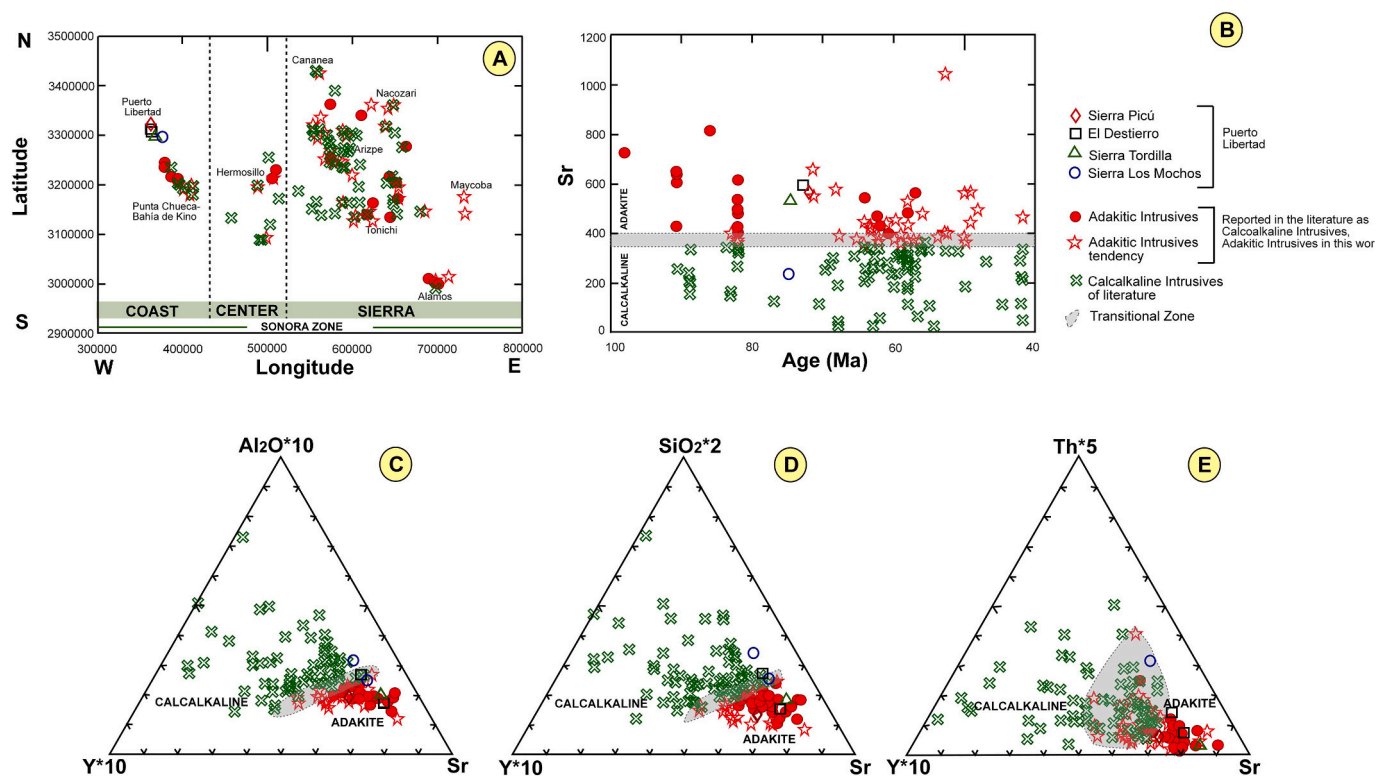 N
3500000
A
B
Cananea
1200
3400000
Nacozari
Puerto
Libertad
1000
Sierra Picú
El Destierro
Puerto
Libertad
3300000
Arizpe
800
Sierra Tordilla
Sierra Los Mochos
Latitude
3200000
Hermosillo
Maycoba
Sr
600
ADAKITE
Punta Chueca-
Bahía de Kino
3100000
Tonichi
400
Adakitic Intrusives
Adakitic Intrusives
tendency
Reported in the literature as
Calcoalkaline Intrusives,
Adakitic Intrusives in this wor
3000000
Alamos
200
CALCALKALINE
Calcalkaline Intrusives
of literature
COAST CENTER SIERRA
S
SONORA ZONE
Transitional Zone
2900000
0
300000 400000 500000 600000 700000 800000
100 80 60 40
W Longitude E
Age (Ma)
Al2O*10
C
SiO2*2
D
Th*5
E
CALCALKALINE
ADAKITE
CALCALKALINE
ADAKITE
CALCALKALINE
ADAKITE
Y*10 Sr
Y*10 Sr
Y*10 Sr